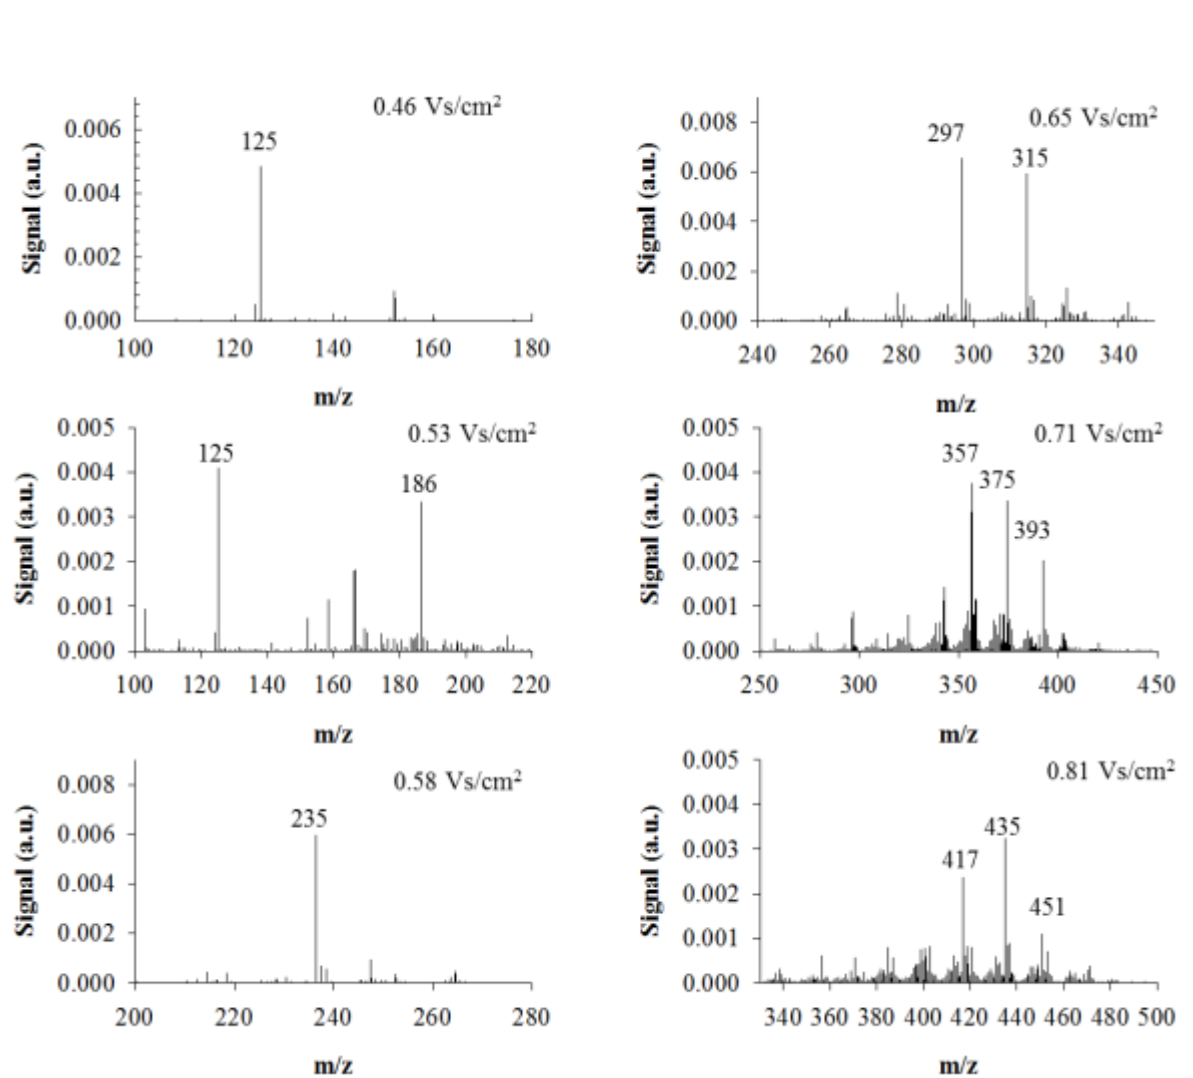 0.46 Vs/cm²
Signal (a.u.)
0.006
0.004
0.002
0.000
125
100 120 140 160 180
m/z
0.65 Vs/cm²
Signal (a.u.)
0.008
0.006
0.004
0.002
0.000
297
315
240 260 280 300 320 340
m/z
0.53 Vs/cm²
Signal (a.u.)
0.005
0.004
0.003
0.002
0.001
0.000
125
186
100 120 140 160 180 200 220
m/z
0.71 Vs/cm²
Signal (a.u.)
0.005
0.004
0.003
0.002
0.001
0.000
357
375
393
250 300 350 400 450
m/z
0.58 Vs/cm²
Signal (a.u.)
0.008
0.006
0.004
0.002
0.000
235
200 220 240 260 280
m/z
0.81 Vs/cm²
Signal (a.u.)
0.005
0.004
0.003
0.002
0.001
0.000
417
435
451
340 360 380 400 420 440 460 480 500
m/z